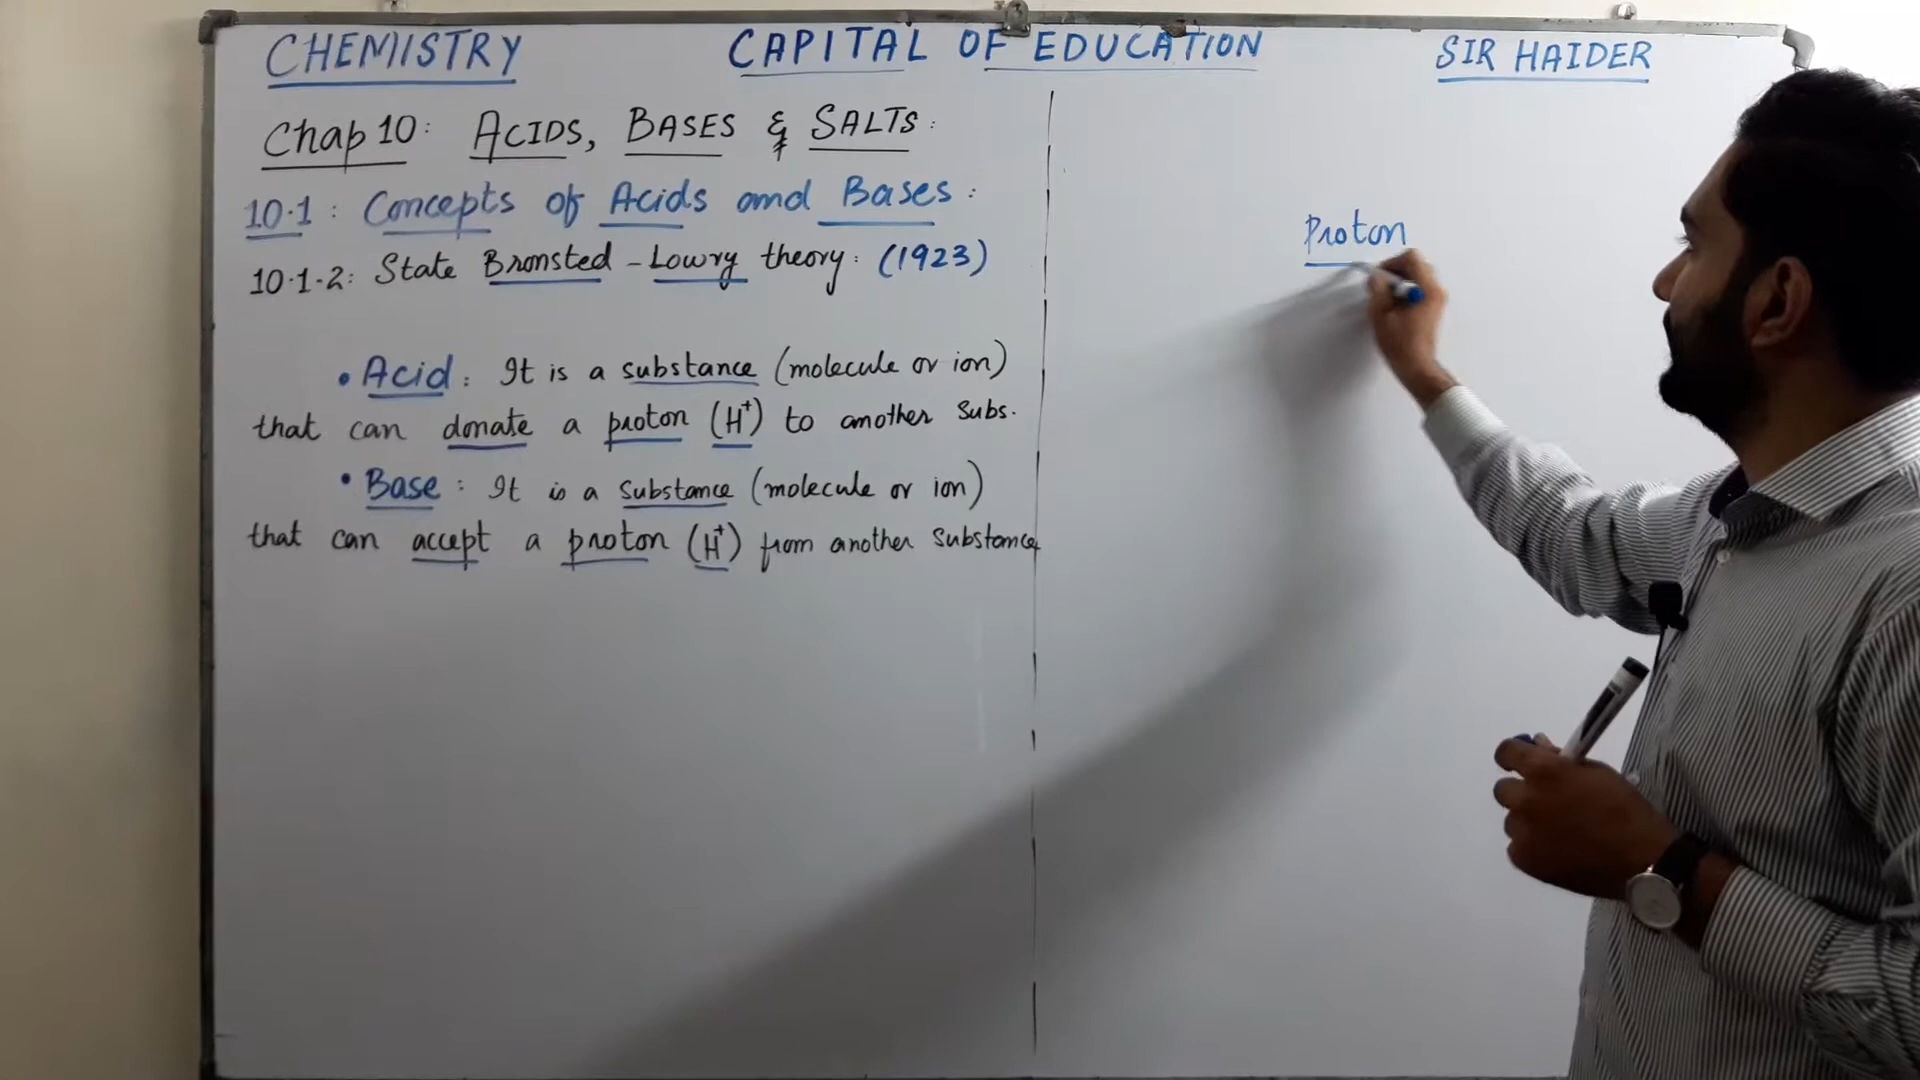 CHEMISTRY CAPITAL OF EDUCATION SIR HAIDER
Chap 10: ACIDS, BASES & SALTS:
10.1: Concepts of Acids and Bases:
10.1.2: State Bronsted-Lowry theory: (1923)
• Acid: It is a substance (molecule or ion)
that can donate a proton (H⁺) to another Subs.
• Base: It is a substance (molecule or ion)
that can accept a proton (H⁺) from another substance
Proton